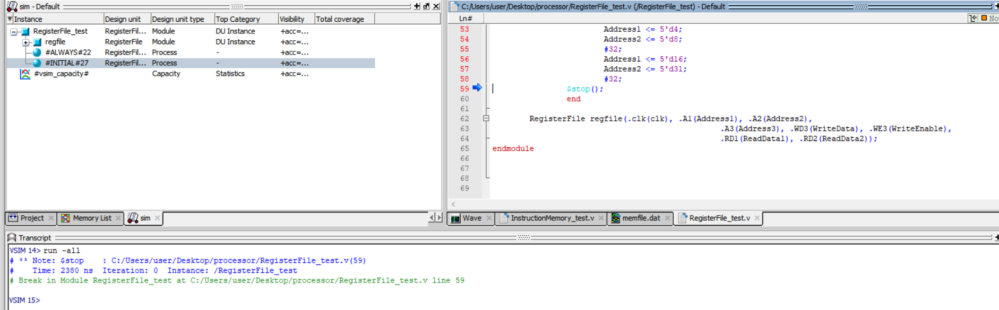 sim - Default
Instance Design unit Design unit type Top Category Visibility Total coverage
RegisterFile_test RegisterFil... Module DU Instance +acc=...
regfile RegisterFile Module DU Instance +acc=...
#ALWAYS#22 RegisterFil... Process - +acc=...
#INITIAL#27 RegisterFil... Process - +acc=...
#vsim_capacity# Capacity Statistics +acc=...
Project Memory List sim
C:/Users/user/Desktop/processor/RegisterFile_test.v (/RegisterFile_test) - Default
Ln# No
53 Address1 <= 5'd4;
54 Address2 <= 5'd8;
55 #32;
56 Address1 <= 5'd16;
57 Address2 <= 5'd31;
58 #32;
59 $stop();
60 end
61
62 RegisterFile regfile(.clk(clk), .A1(Address1), .A2(Address2),
63 .A3(Address3), .WD3(WriteData), .WE3(WriteEnable),
64 .RD1(ReadData1), .RD2(ReadData2));
65 endmodule
66
67
68
69
Wave InstructionMemory_test.v memfile.dat RegisterFile_test.v
Transcript
VSIM 14> run -all
# ** Note: $stop : C:/Users/user/Desktop/processor/RegisterFile_test.v(59)
# Time: 2380 ns Iteration: 0 Instance: /RegisterFile_test
# Break in Module RegisterFile_test at C:/Users/user/Desktop/processor/RegisterFile_test.v line 59
VSIM 15>